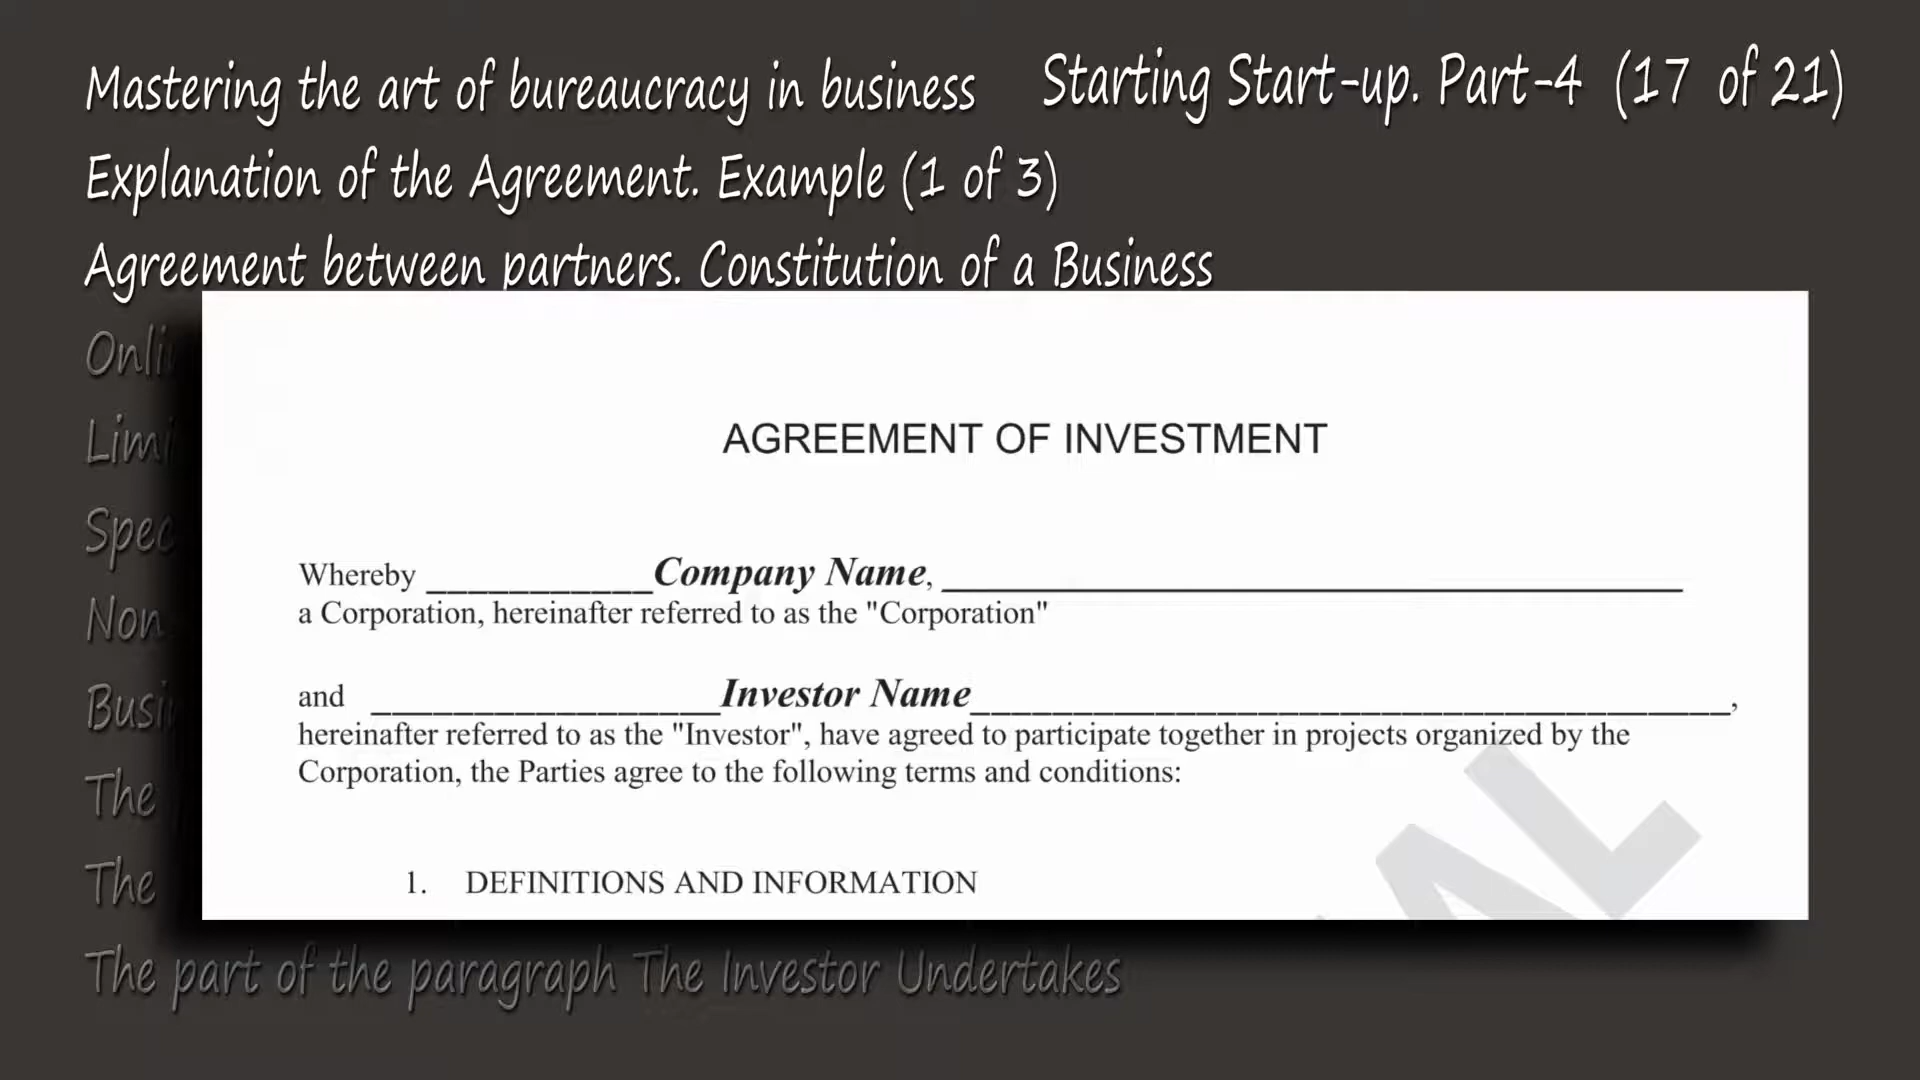 Mastering the art of bureaucracy in business
Starting Start-up. Part-4 (17 of 21)
Explanation of the Agreement. Example (1 of 3)
Agreement between partners. Constitution of a Business
AGREEMENT OF INVESTMENT
Whereby ___________Company Name, ____________________________________
a Corporation, hereinafter referred to as the "Corporation"
and _________________Investor Name_____________________________________,
hereinafter referred to as the "Investor", have agreed to participate together in projects organized by the
Corporation, the Parties agree to the following terms and conditions:
The
The
1. DEFINITIONS AND INFORMATION
The part of the paragraph The Investor Undertakes